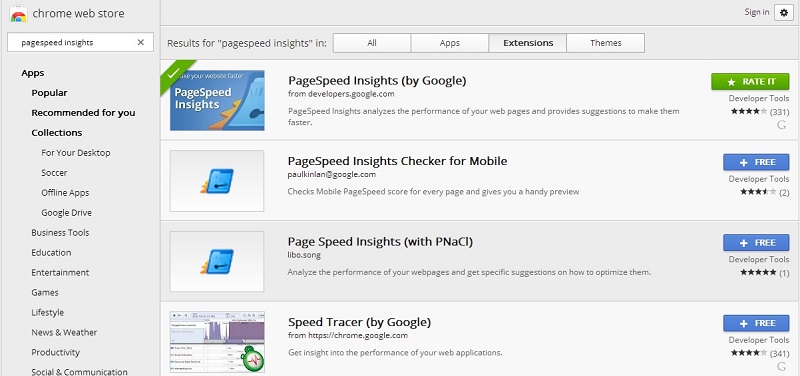 chrome web store
Sign in
pagespeed insights
Results for "pagespeed insights" in:
All
Apps
Extensions
Themes
Apps
Popular
Recommended for you
Collections
For Your Desktop
Soccer
Offline Apps
Google Drive
Business Tools
Education
Entertainment
Games
Lifestyle
News & Weather
Productivity
Social & Communication
Make your website faster
PageSpeed
Insights
PageSpeed Insights (by Google)
from developers.google.com
PageSpeed Insights analyzes the performance of your web pages and provides suggestions to make them
faster.
RATE IT
Developer Tools
(331)
G
PageSpeed Insights Checker for Mobile
paulkinlan@google.com
Checks Mobile PageSpeed score for every page and gives you a handy preview
FREE
Developer Tools
(2)
Page Speed Insights (with PNaCl)
libo.song
Analyze the performance of your webpages and get specific suggestions on how to optimize them.
FREE
Developer Tools
(1)
Speed Tracer (by Google)
from https://chrome.google.com
Get insight into the performance of your web applications.
FREE
Developer Tools
(341)
G